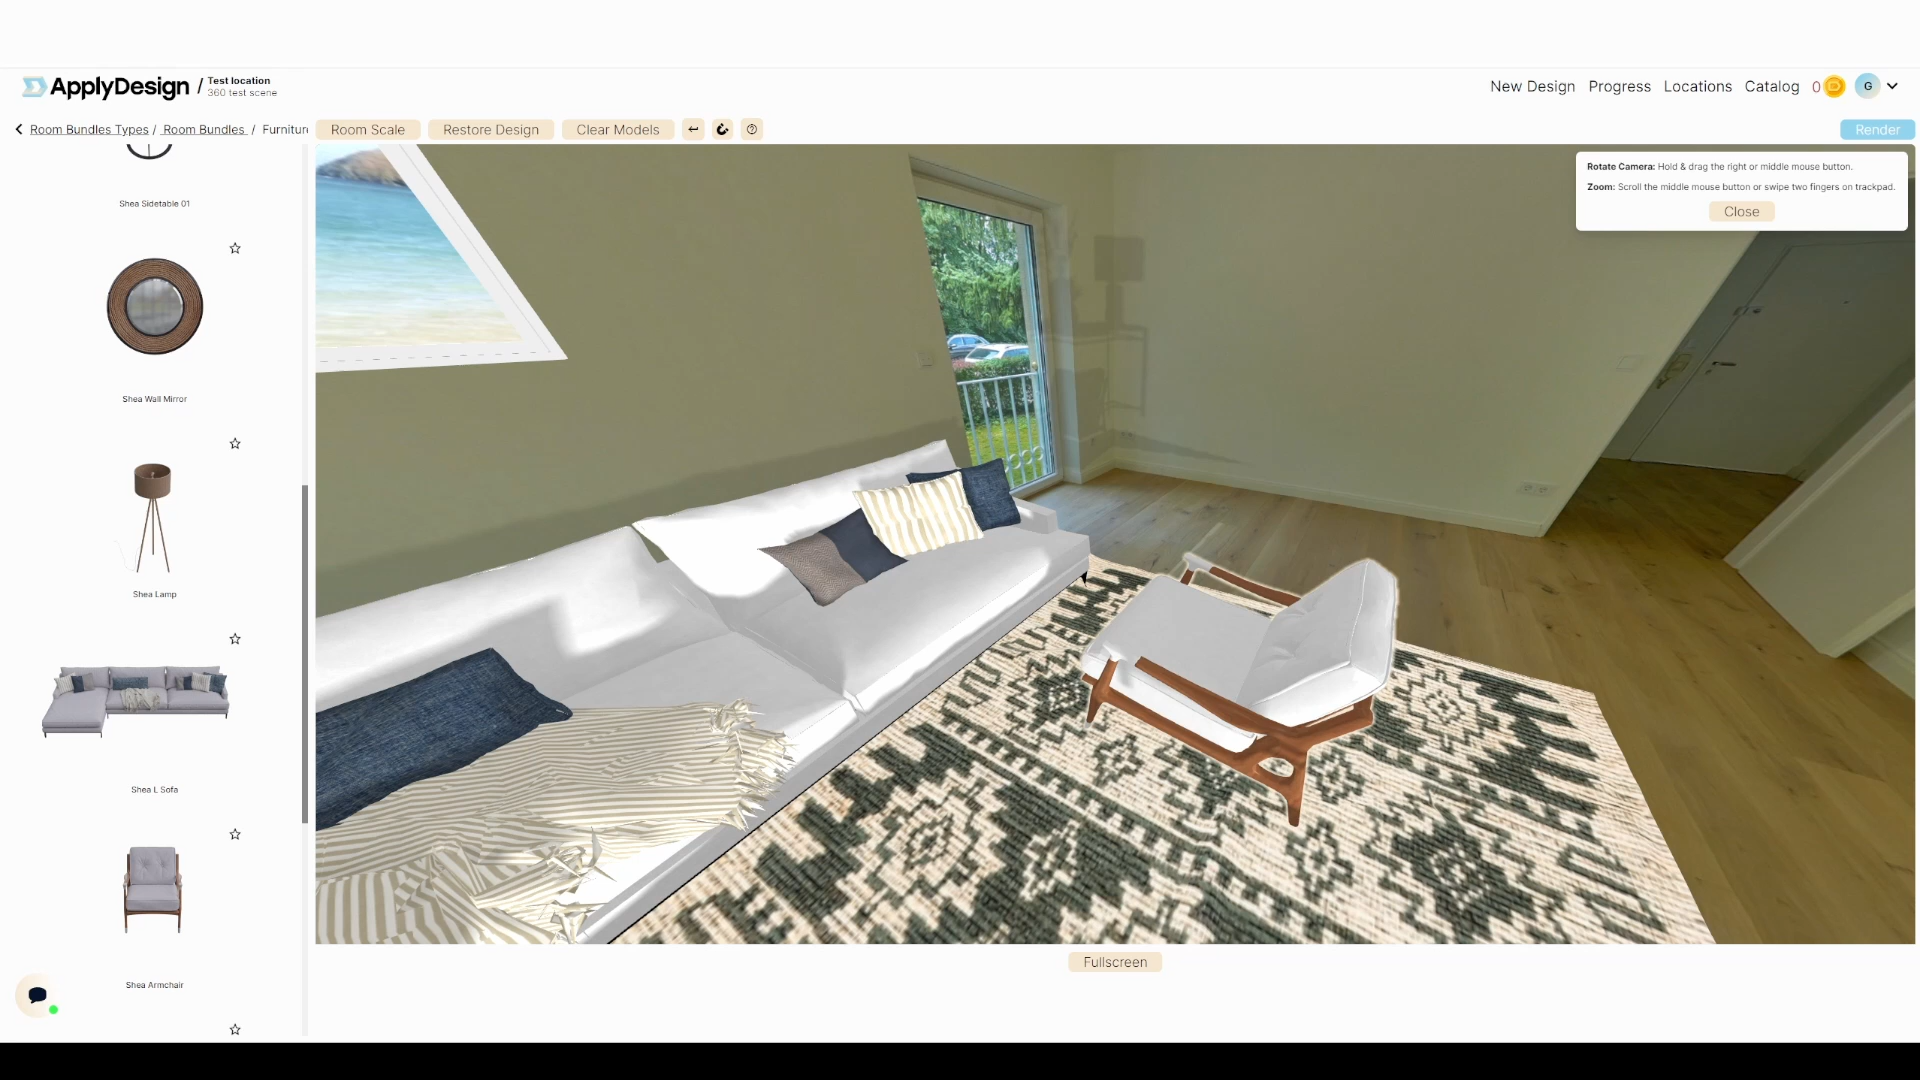 ApplyDesign / Test location
360 test scene
New Design Progress Locations Catalog 0 G
Room Bundles Types / Room Bundles / Furniture
Room Scale Restore Design Clear Models
Render
Rotate Camera: Hold & drag the right or middle mouse button.
Zoom: Scroll the middle mouse button or swipe two fingers on trackpad.
Close
Shea Sidetable 01
Shea Wall Mirror
Shea Lamp
Shea L Sofa
Shea Armchair
Fullscreen